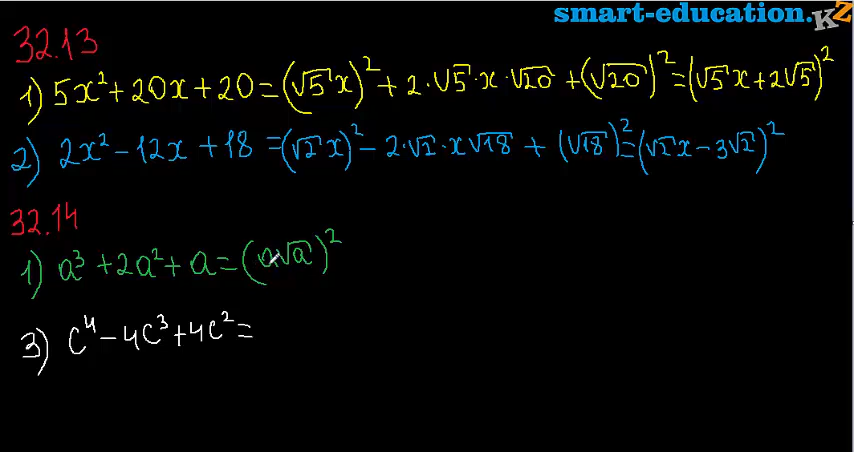 smart-education.KZ
32.13
1) 5x² + 20x + 20 = (√5 x)² + 2·√5·x·√20 + (√20)² = (√5 x + 2√5)²
2) 2x² - 12x + 18 = (√2 x)² - 2·√2·x√18 + (√18)² = (√2 x - 3√2)²
32.14
1) a³ + 2a² + a = (a√a)²
3) c⁴ - 4c³ + 4c² =